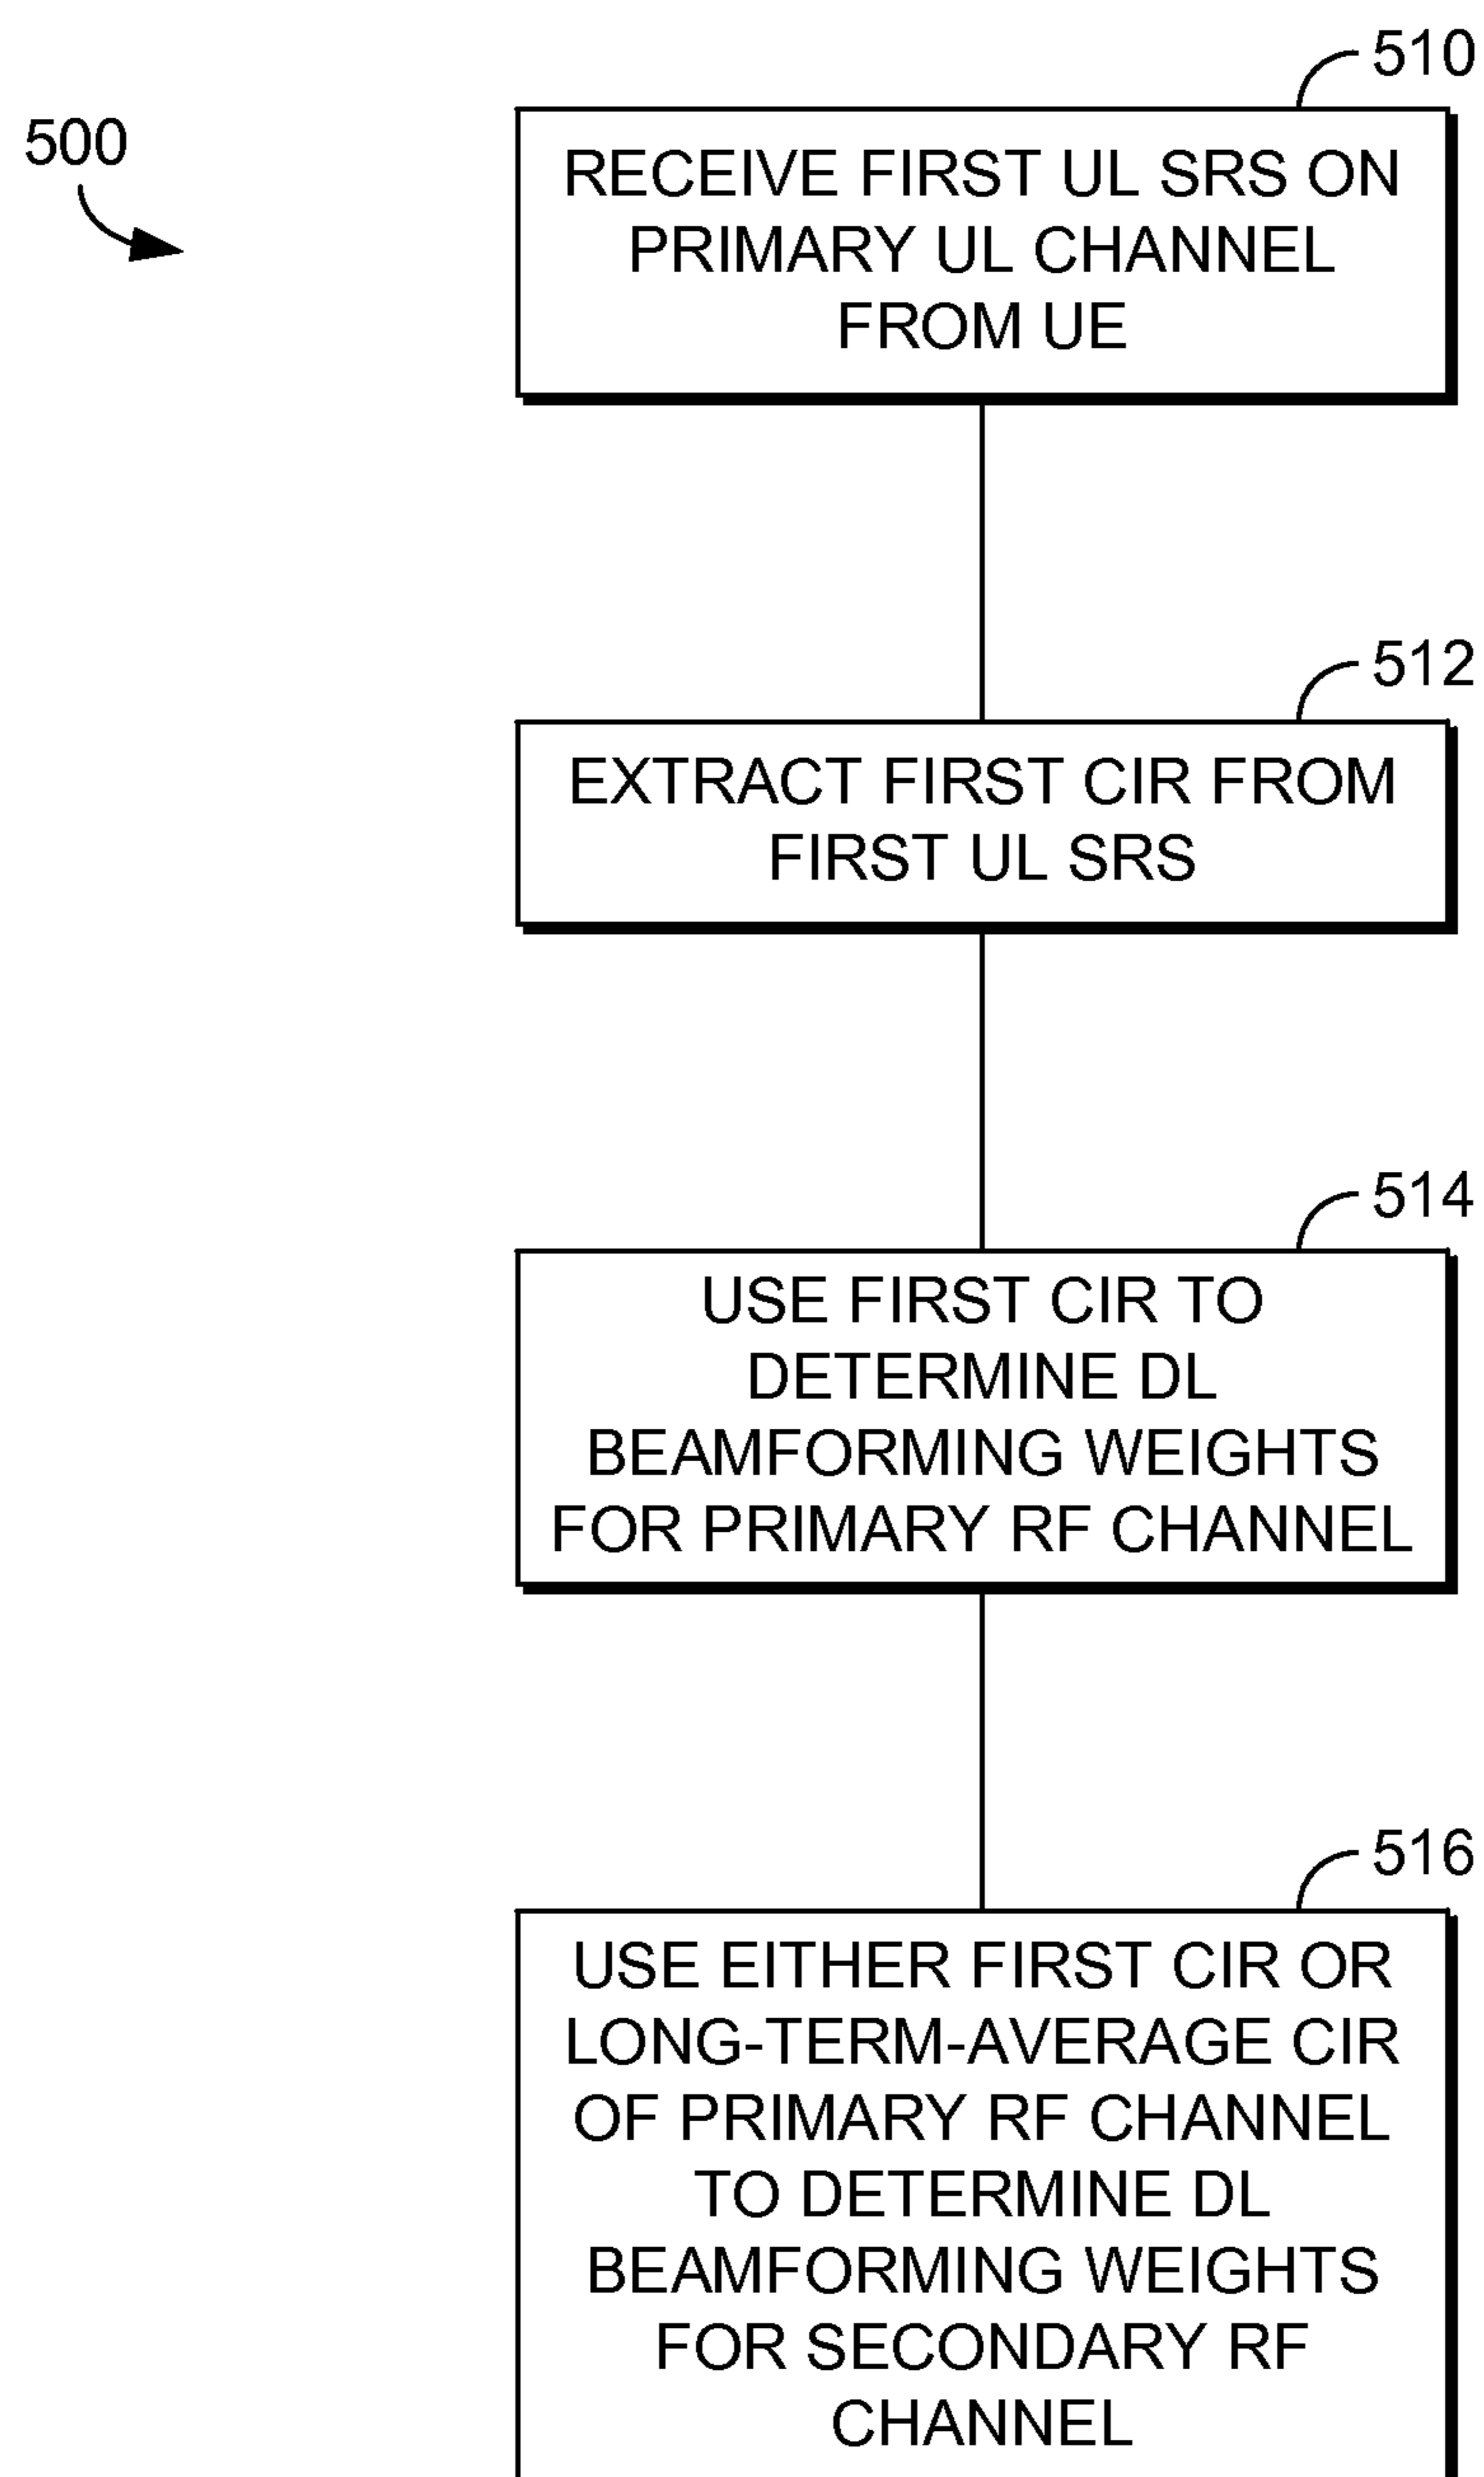 510
500
RECEIVE FIRST UL SRS ON
PRIMARY UL CHANNEL
FROM UE
512
EXTRACT FIRST CIR FROM
FIRST UL SRS
514
USE FIRST CIR TO
DETERMINE DL
BEAMFORMING WEIGHTS
FOR PRIMARY RF CHANNEL
516
USE EITHER FIRST CIR OR
LONG-TERM-AVERAGE CIR
OF PRIMARY RF CHANNEL
TO DETERMINE DL
BEAMFORMING WEIGHTS
FOR SECONDARY RF
CHANNEL